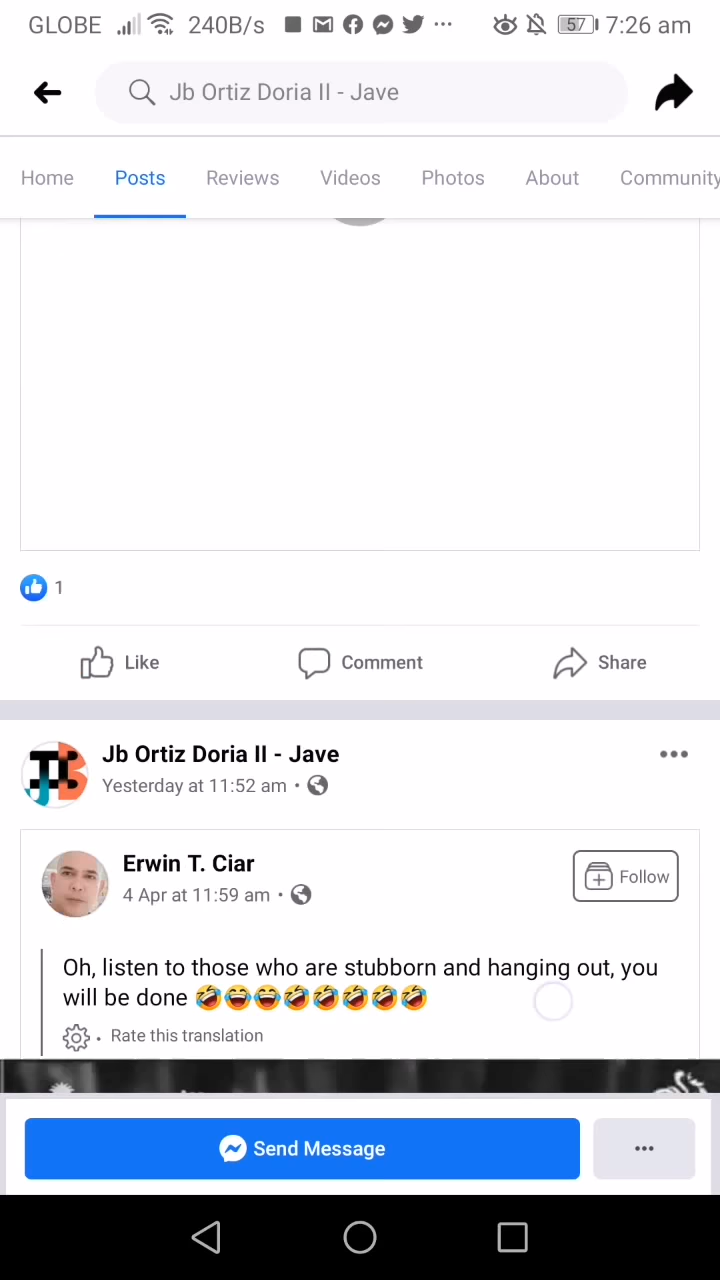 GLOBE 240B/s ... 57 7:26 am
Jb Ortiz Doria II - Jave
Home Posts Reviews Videos Photos About Community
1
Like Comment Share
Jb Ortiz Doria II - Jave
Yesterday at 11:52 am •
Erwin T. Ciar
4 Apr at 11:59 am •
Follow
Oh, listen to those who are stubborn and hanging out, you
will be done 🤣😂😂🤣🤣🤣🤣🤣
• Rate this translation
Send Message